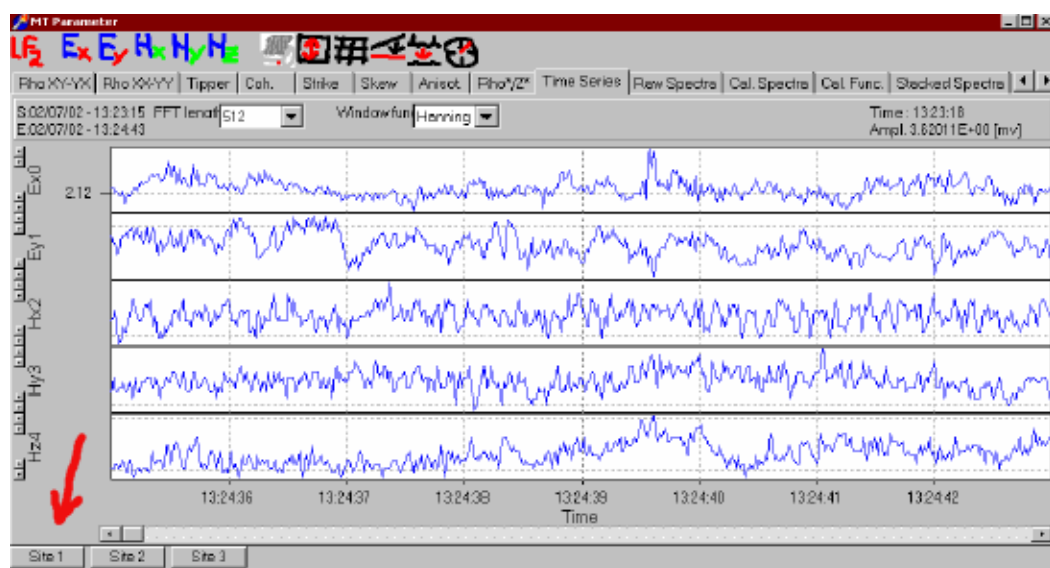 MT Parameter
LF2 Ex Ey Hx Hy Hz
Rho XY-YX Rho XX-YY Tipper Coh. Strike Skew Anisot. Rho*/Z* Time Series Raw Spectra Cal. Spectra Cal. Func. Stacked Spectra
S:02/07/02 - 13:23:15 FFT lengt 512 Window fun Hanning Time: 13:23:18
E:02/07/02 - 13:24:43 Ampl. 3.62011E+00 [mv]
Ex0
2.12
Ey1
Hx2
Hy3
Hz4
13:24:36 13:24:37 13:24:38 13:24:39 13:24:40 13:24:41 13:24:42
Time
Site 1 Site 2 Site 3